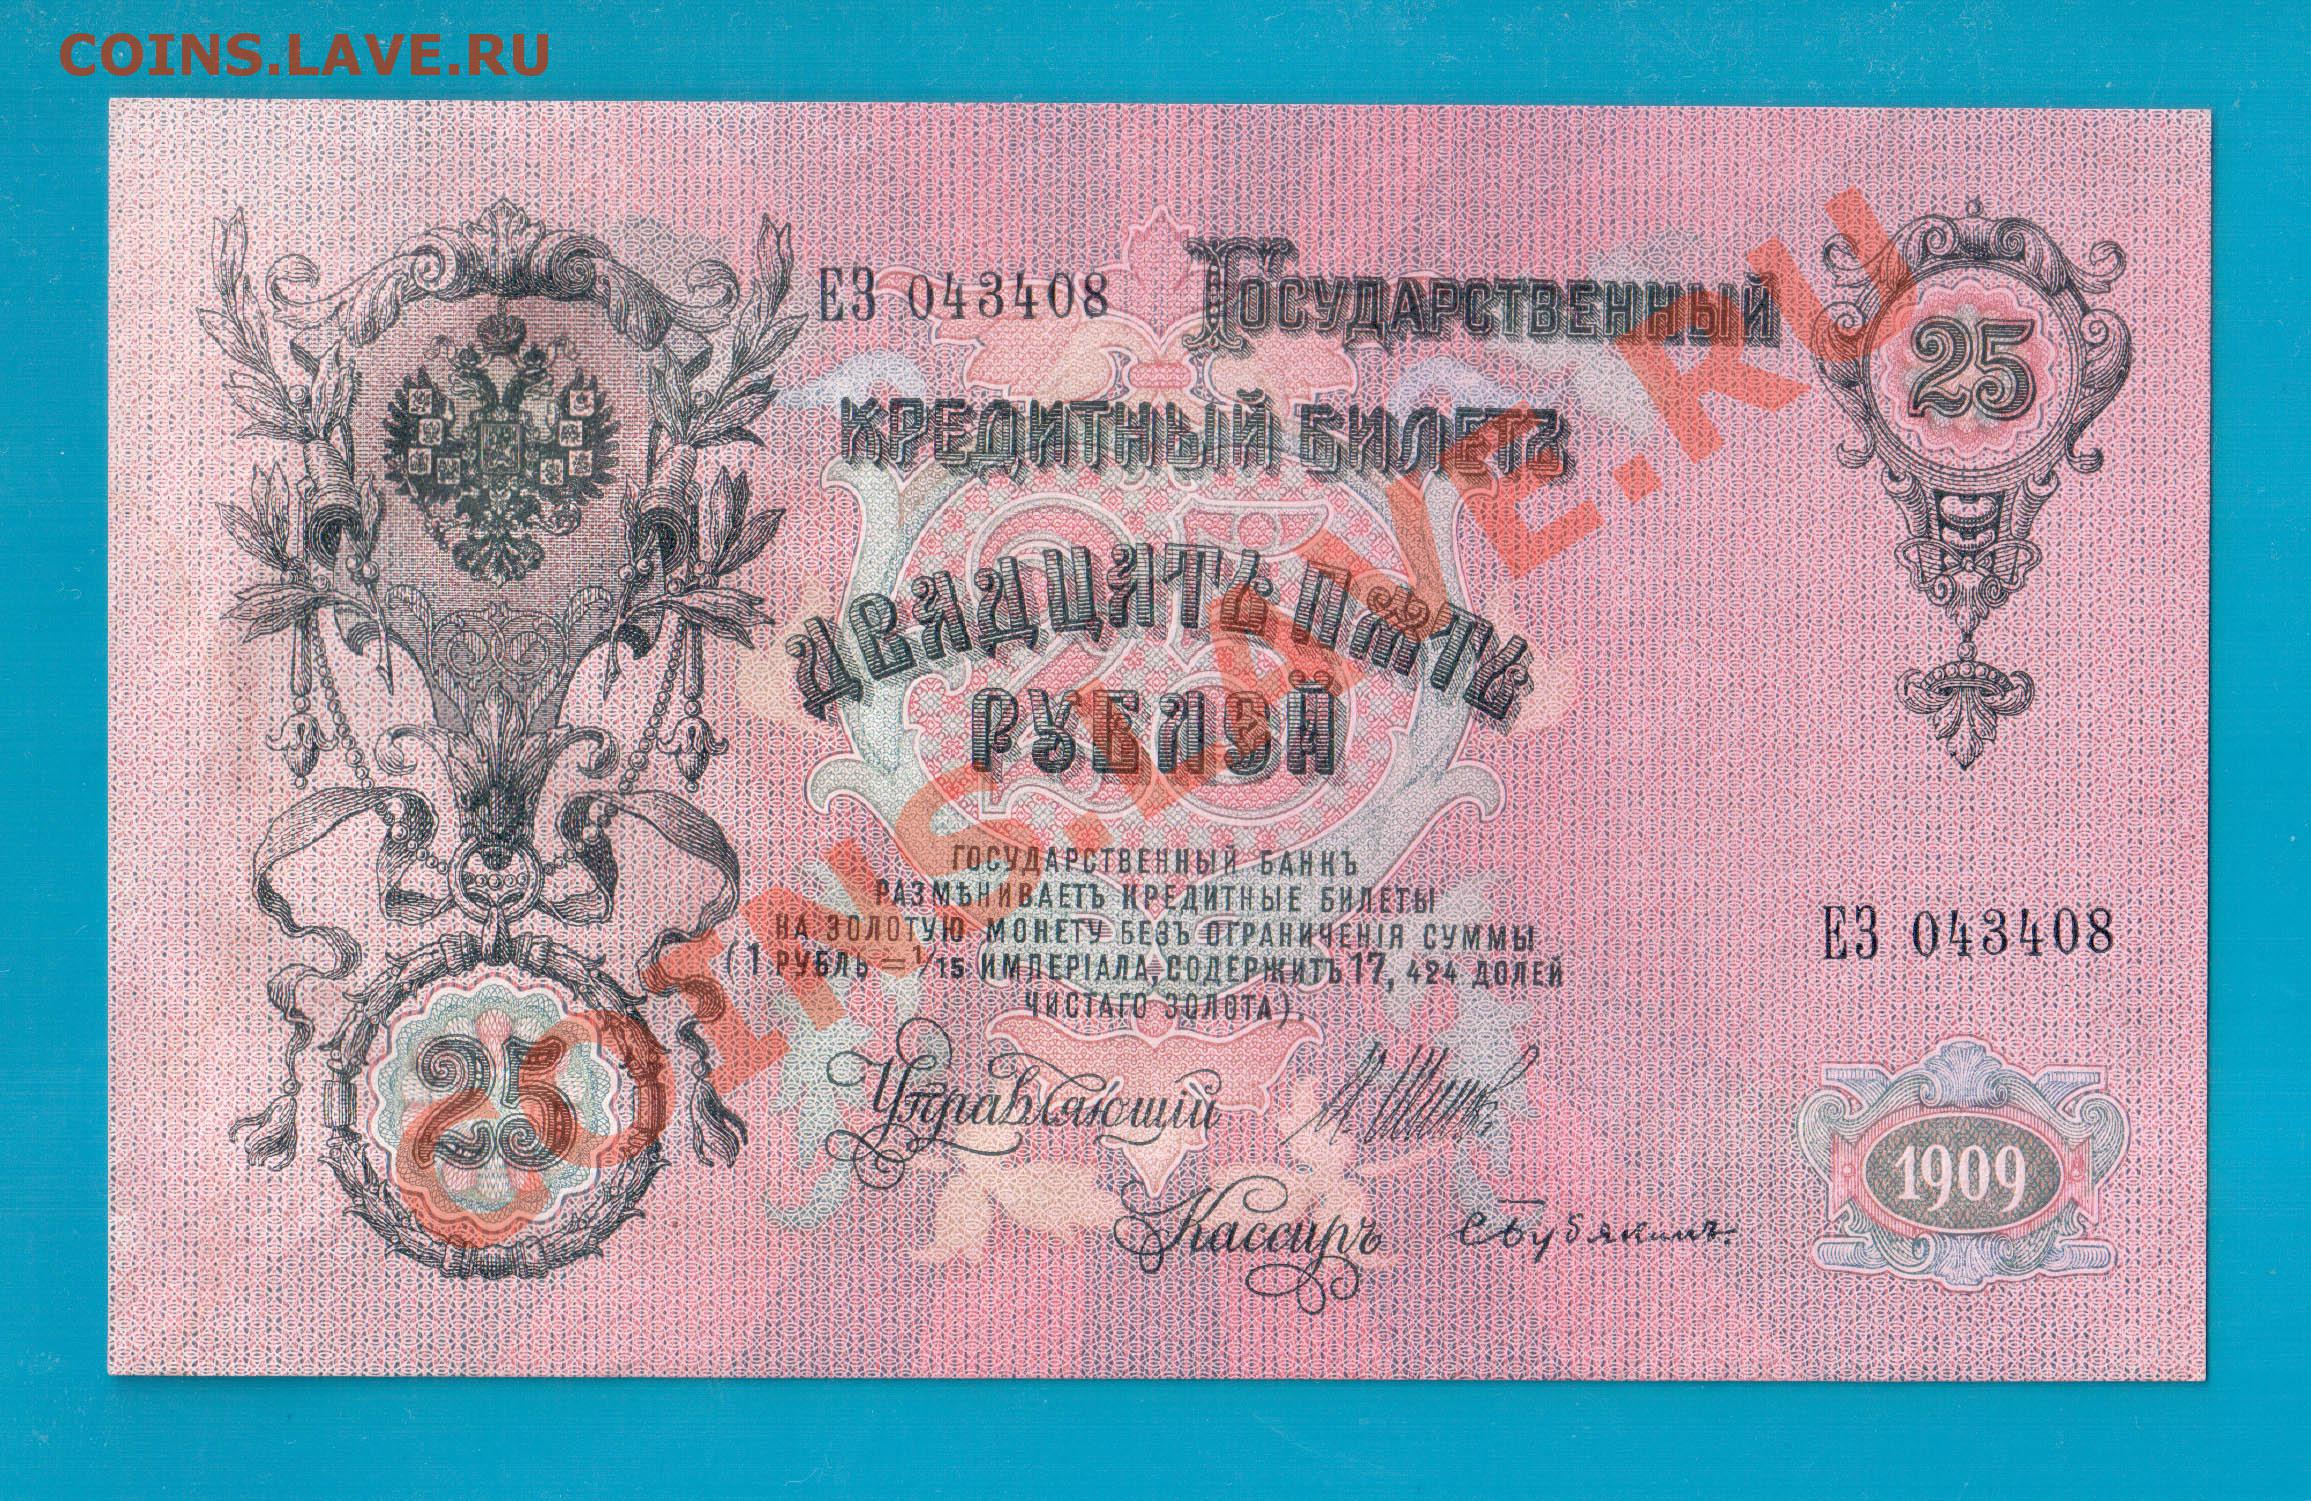 COINS.LAVE.RU
ЕЗ 043408
ГОСУДАРСТВЕННЫЙ
25
КРЕДИТНЫЙ БИЛЕТЪ
ДВАДЦАТЬ ПЯТЬ
РУБЛЕЙ
ГОСУДАРСТВЕННЫЙ БАНКЪ
РАЗМѢНИВАЕТЪ КРЕДИТНЫЕ БИЛЕТЫ
НА ЗОЛОТУЮ МОНЕТУ БЕЗЪ ОГРАНИЧЕНІЯ СУММЫ
(1 РУБЛЬ = 1/15 ИМПЕРІАЛА, СОДЕРЖИТЪ 17, 424 ДОЛЕЙ
ЧИСТАГО ЗОЛОТА).
ЕЗ 043408
25
Управляющій
Кассиръ
СБубякинъ
1909
COINS.LAVE.RU